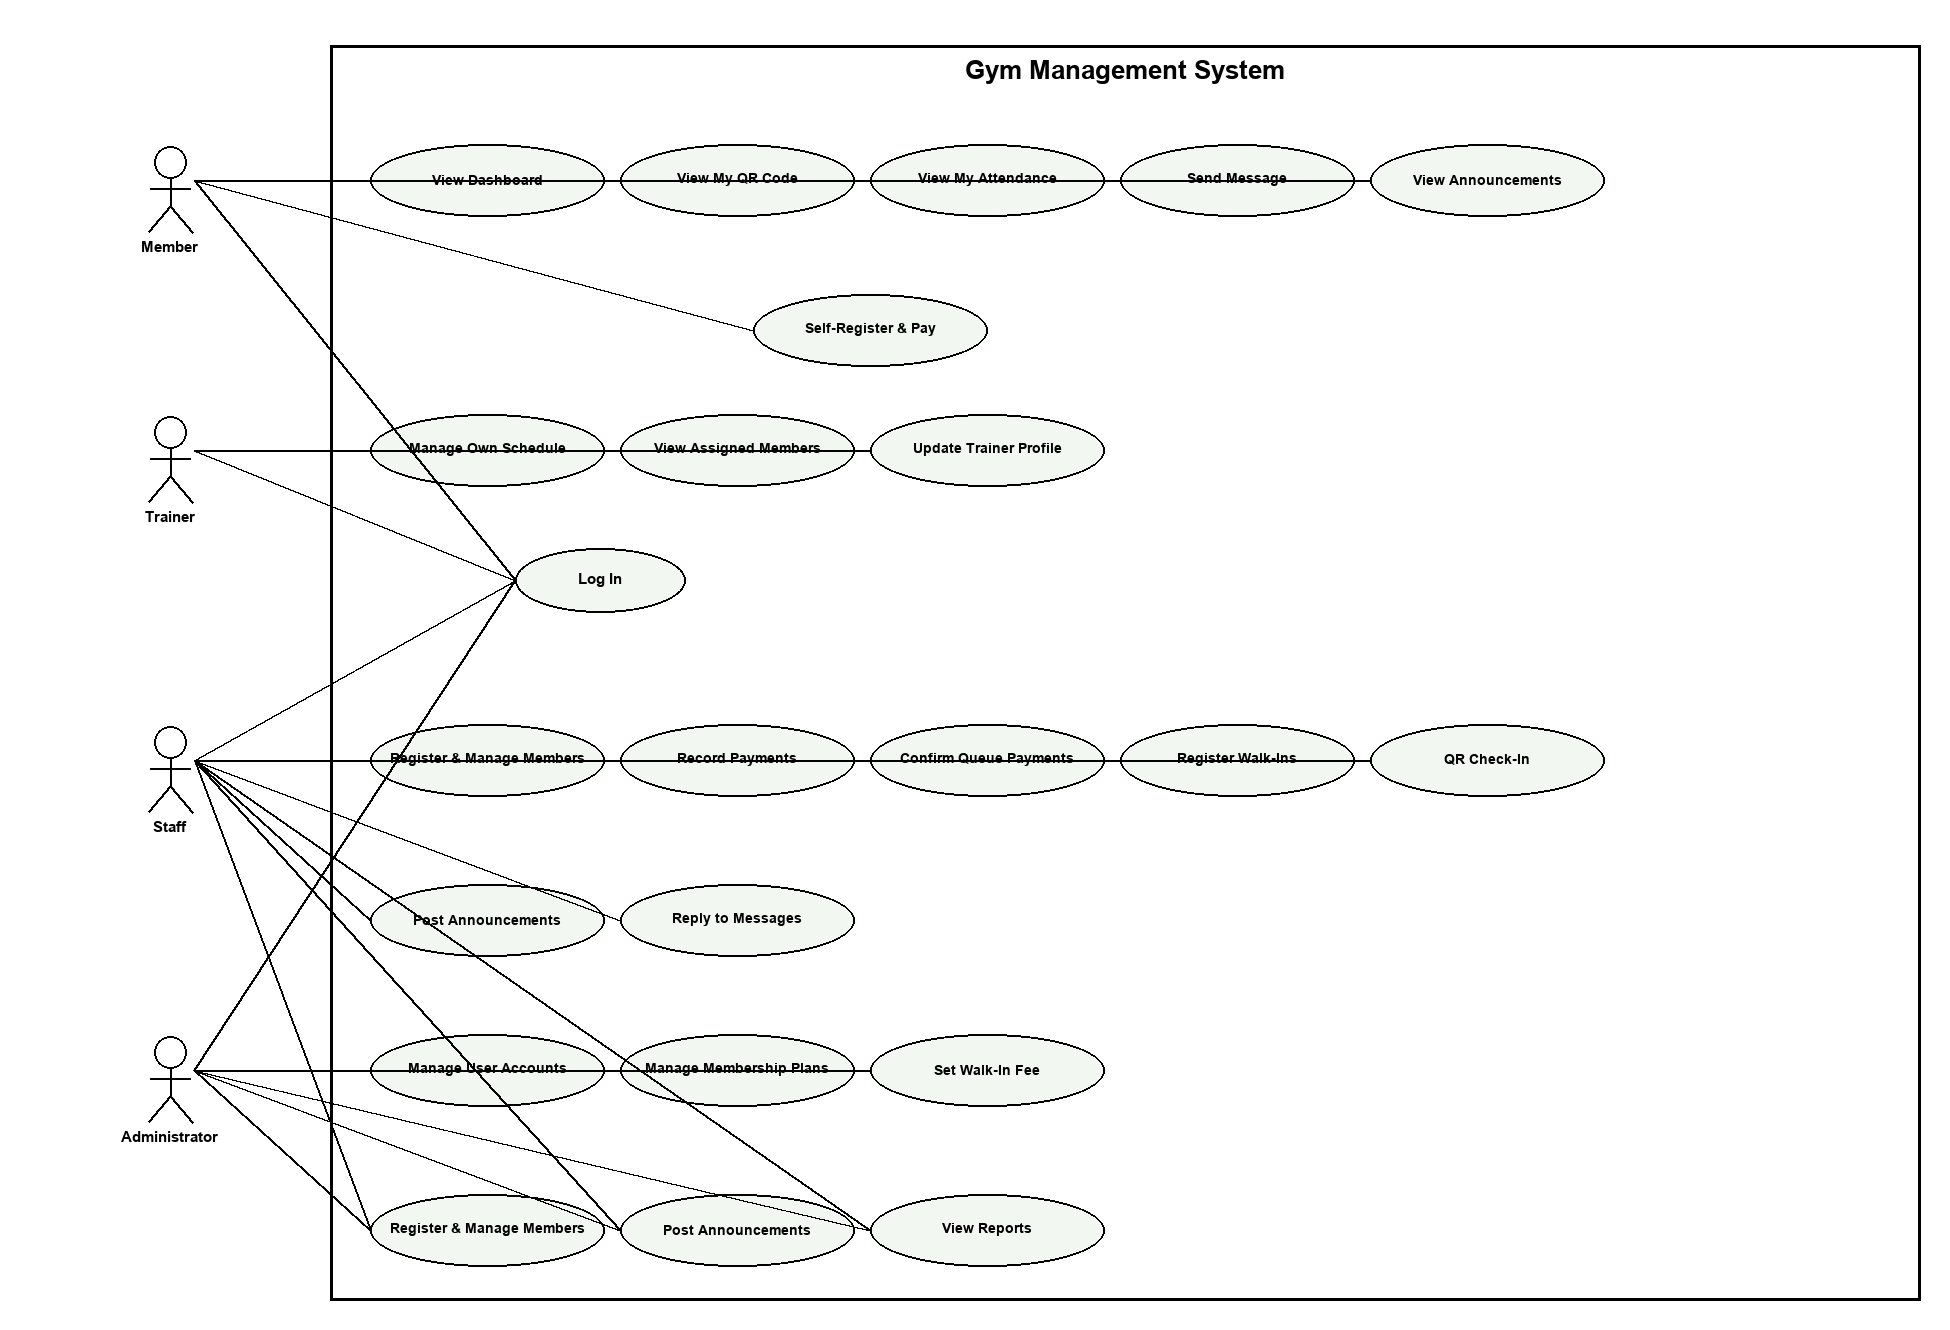 Gym Management System
Member
View Dashboard
View My QR Code
View My Attendance
Send Message
View Announcements
Self-Register & Pay
Trainer
Manage Own Schedule
View Assigned Members
Update Trainer Profile
Log In
Staff
Register & Manage Members
Record Payments
Confirm Queue Payments
Register Walk-Ins
QR Check-In
Post Announcements
Reply to Messages
Administrator
Manage User Accounts
Manage Membership Plans
Set Walk-In Fee
Register & Manage Members
Post Announcements
View Reports